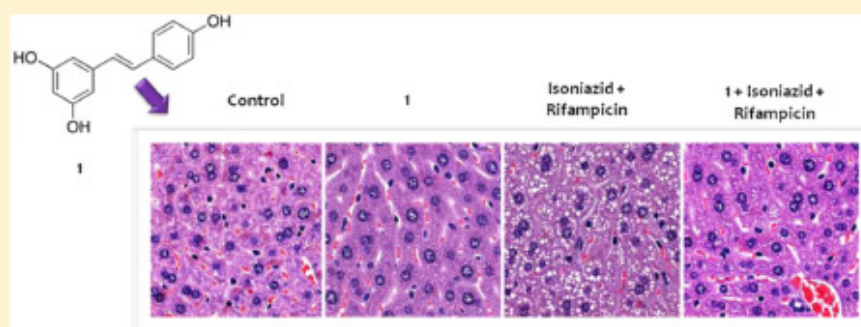 OH
HO
OH
1
Control
1
Isoniazid +
Rifampicin
1 + Isoniazid +
Rifampicin